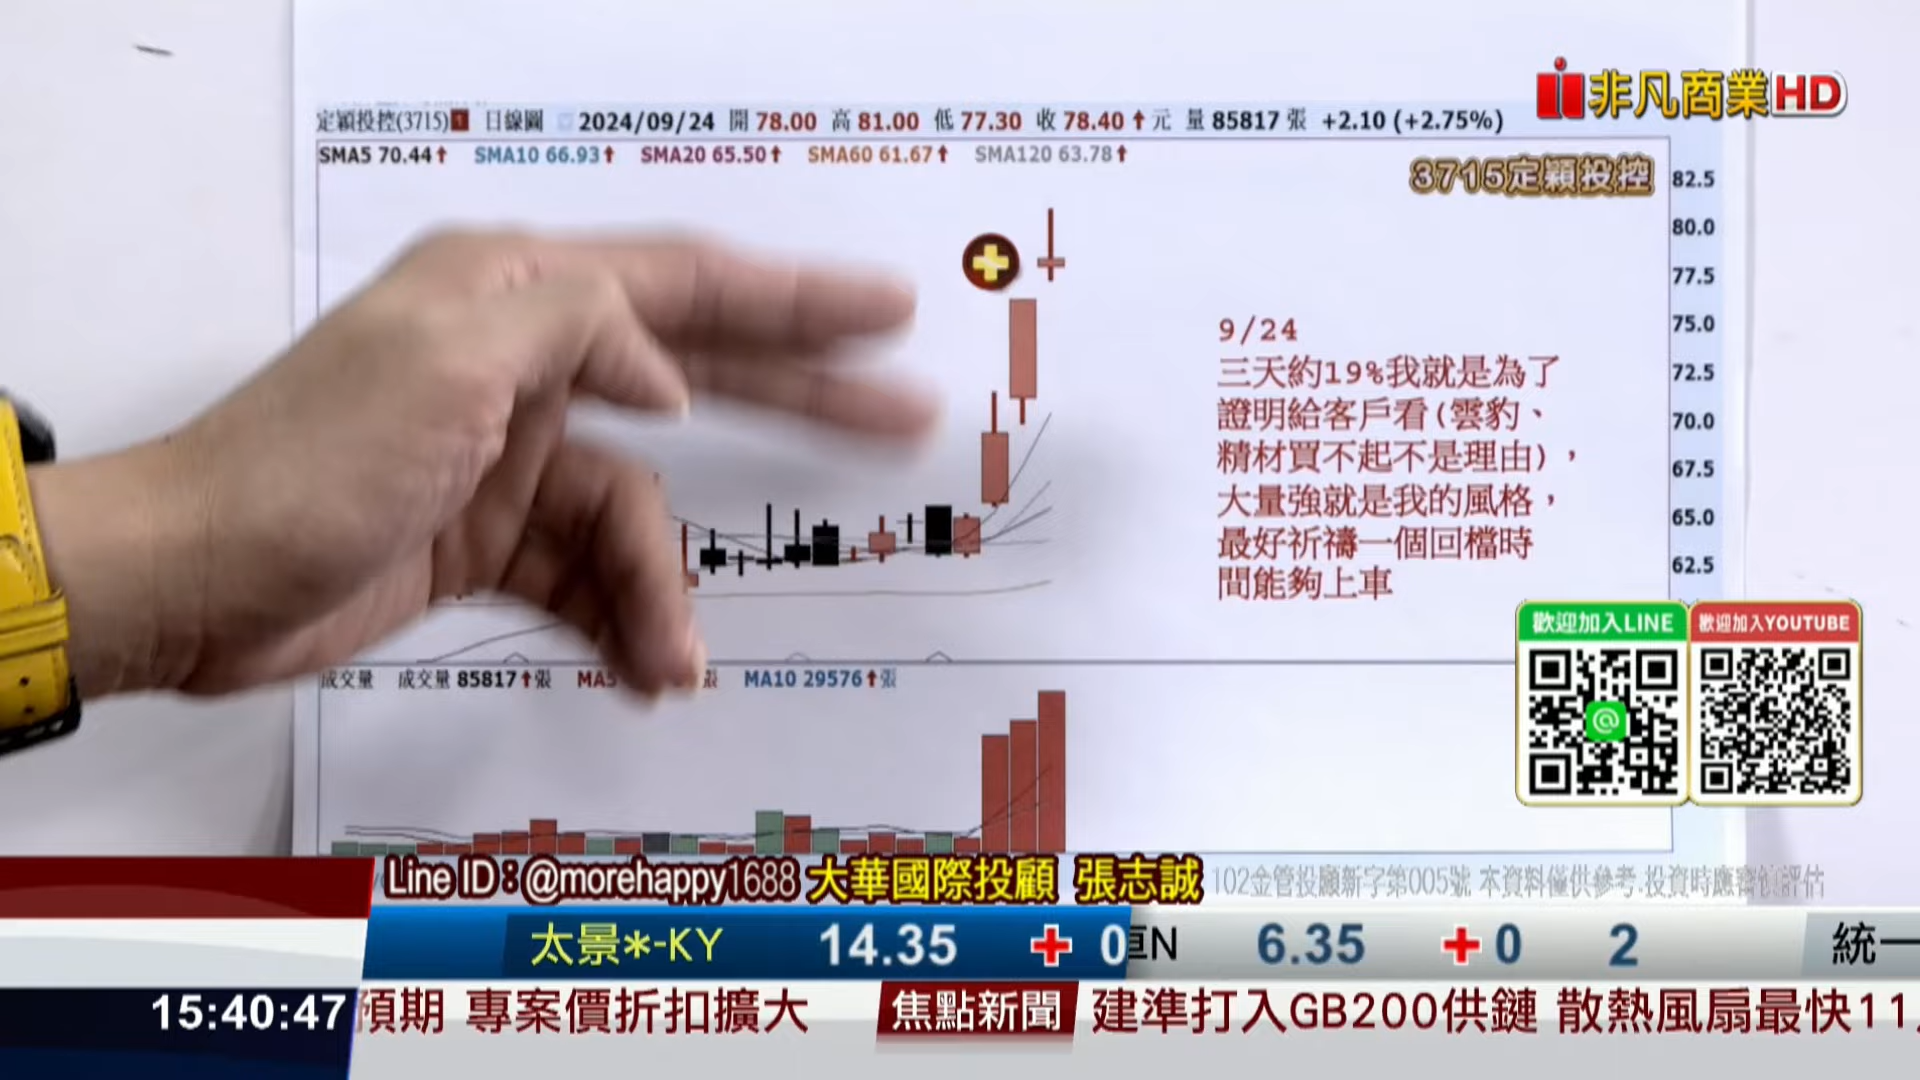 非凡商業HD
定穎投控(3715) 日線圖 2024/09/24 開 78.00 高 81.00 低 77.30 收 78.40↑元 量 85817 張 +2.10 (+2.75%)
SMA5 70.44↑ SMA10 66.93↑ SMA20 65.50↑ SMA60 61.67↑ SMA120 63.78↑
3715定穎投控
82.5
80.0
77.5
75.0
72.5
70.0
67.5
65.0
62.5
9/24
三天約19%我就是為了
證明給客戶看(雲豹、
精材買不起不是理由),
大量強就是我的風格,
最好祈禱一個回檔時
間能夠上車
歡迎加入LINE
歡迎加入YOUTUBE
成交量 成交量 85817↑張 MA5 張 MA10 29576↑張
Line ID:@morehappy1688 大華國際投顧 張志誠
102金管投顧新字第005號 本資料僅供參考.投資時應審慎評估
太景*-KY 14.35 + 0
N 6.35 + 0 2 統一
15:40:47
預期 專案價折扣擴大 焦點新聞 建準打入GB200供鏈 散熱風扇最快11